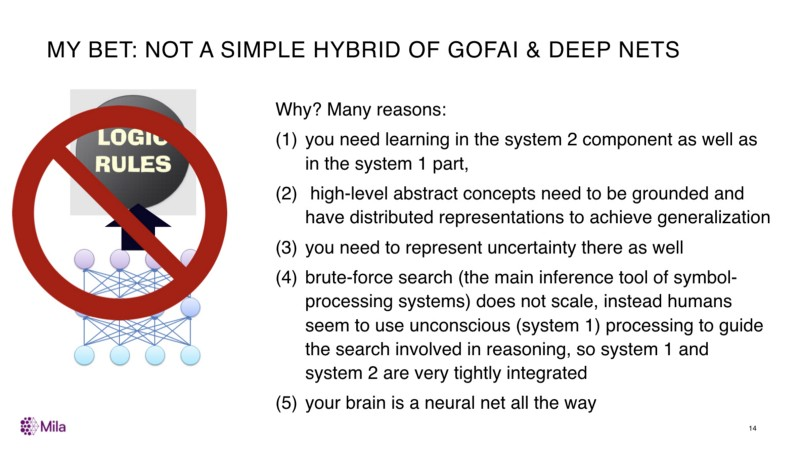 MY BET: NOT A SIMPLE HYBRID OF GOFAI & DEEP NETS
LOGIC
RULES
Why? Many reasons:
(1) you need learning in the system 2 component as well as
in the system 1 part,
(2) high-level abstract concepts need to be grounded and
have distributed representations to achieve generalization
(3) you need to represent uncertainty there as well
(4) brute-force search (the main inference tool of symbol-
processing systems) does not scale, instead humans
seem to use unconscious (system 1) processing to guide
the search involved in reasoning, so system 1 and
system 2 are very tightly integrated
(5) your brain is a neural net all the way
Mila
14